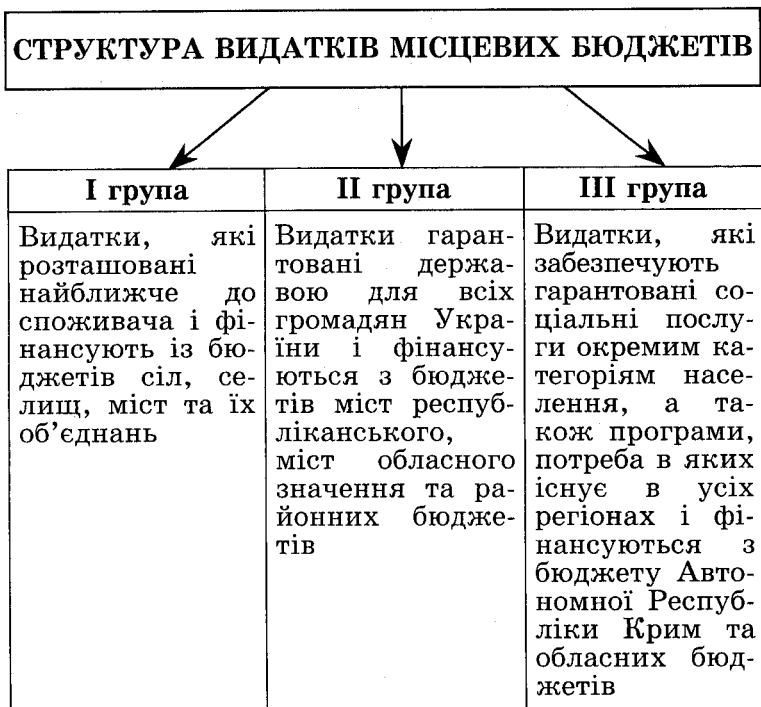 СТРУКТУРА ВИДАТКІВ МІСЦЕВИХ БЮДЖЕТІВ
I група
Видатки, які
розташовані
найближче до
споживача і фі-
нансують із бю-
джетів сіл, се-
лищ, міст та їх
об’єднань
II група
Видатки гаран-
товані держа-
вою для всіх
громадян Укра-
їни і фінансу-
ються з бюдже-
тів міст респуб-
ліканського,
міст обласного
значення та ра-
йонних бюдже-
тів
III група
Видатки, які
забезпечують
гарантовані со-
ціальні послу-
ги окремим ка-
тегоріям насе-
лення, а та-
кож програми,
потреба в яких
існує в усіх
регіонах і фі-
нансуються з
бюджету Авто-
номної Респуб-
ліки Крим та
обласних бюд-
жетів